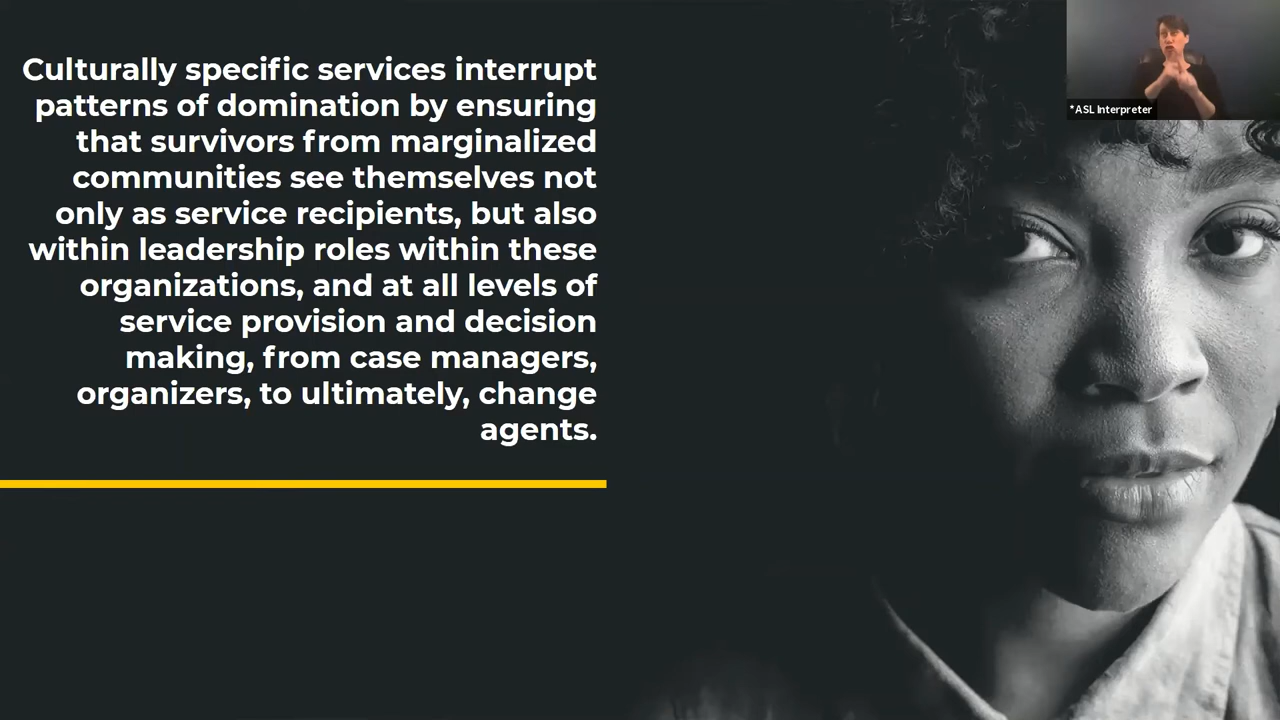 Culturally specific services interrupt
patterns of domination by ensuring
that survivors from marginalized
communities see themselves not
only as service recipients, but also
within leadership roles within these
organizations, and at all levels of
service provision and decision
making, from case managers,
organizers, to ultimately, change
agents.
*ASL Interpreter